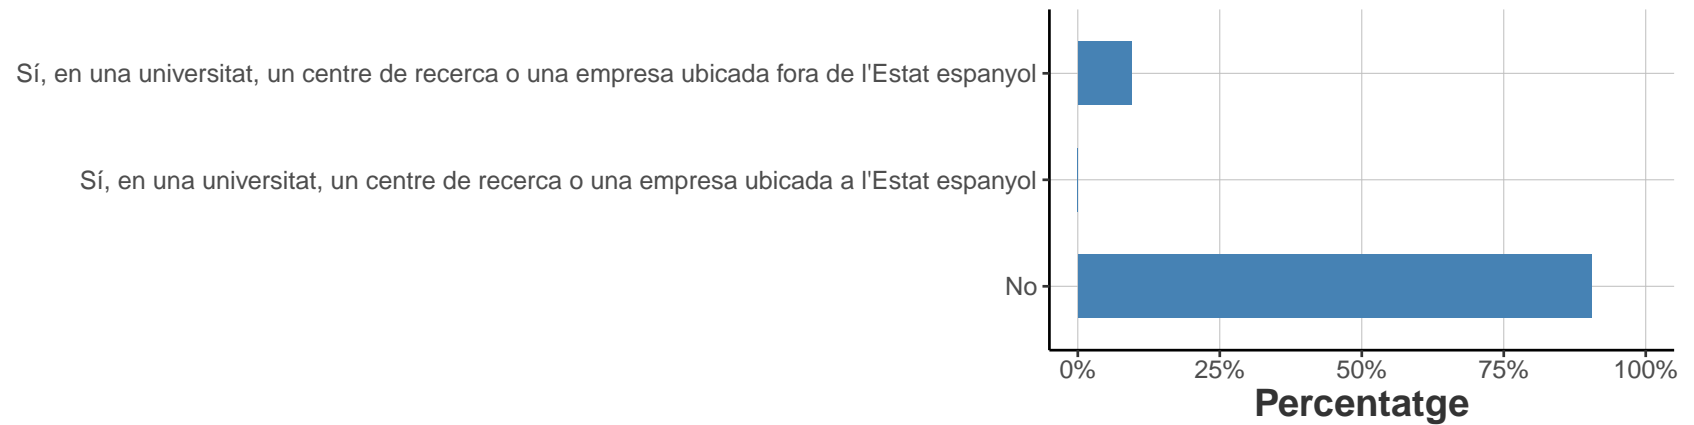 Sí, en una universitat, un centre de recerca o una empresa ubicada fora de l'Estat espanyol
Sí, en una universitat, un centre de recerca o una empresa ubicada a l'Estat espanyol
No
0% 25% 50% 75% 100%
Percentatge